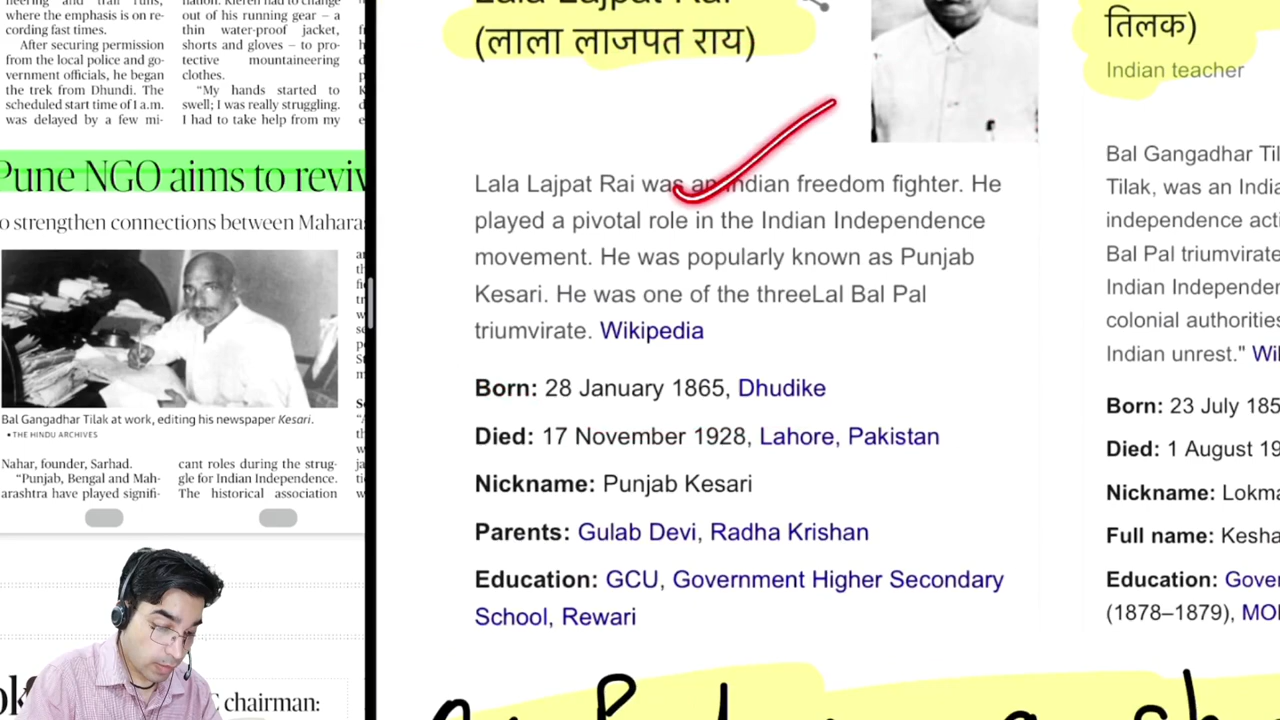 where the emphasis is on re-
cording fast times.
After securing permission
from the local police and go-
vernment officials, he began
the trek from Dhundi. The
scheduled start time of 1 a.m.
was delayed by a few mi-
out of his running gear – a
thin water-proof jacket,
shorts and gloves – to pro-
tective mountaineering
clothes.
"My hands started to
swell; I was really struggling.
I had to take help from my
Pune NGO aims to reviv
o strengthen connections between Mahara
Bal Gangadhar Tilak at work, editing his newspaper Kesari.
• THE HINDU ARCHIVES
Nahar, founder, Sarhad.
"Punjab, Bengal and Mah-
arashtra have played signifi-
cant roles during the strug-
gle for Indian Independence.
The historical association
chairman:
Lala Lajpat Rai
(लाला लाजपत राय)
Lala Lajpat Rai was an Indian freedom fighter. He
played a pivotal role in the Indian Independence
movement. He was popularly known as Punjab
Kesari. He was one of the threeLal Bal Pal
triumvirate. Wikipedia
Born: 28 January 1865, Dhudike
Died: 17 November 1928, Lahore, Pakistan
Nickname: Punjab Kesari
Parents: Gulab Devi, Radha Krishan
Education: GCU, Government Higher Secondary
School, Rewari
तिलक)
Indian teacher
Bal Gangadhar Til
Tilak, was an India
independence acti
Bal Pal triumvirate
Indian Independen
colonial authorities
Indian unrest." Wi
Born: 23 July 185
Died: 1 August 19
Nickname: Lokma
Full name: Kesha
Education: Gover
(1878–1879), MO